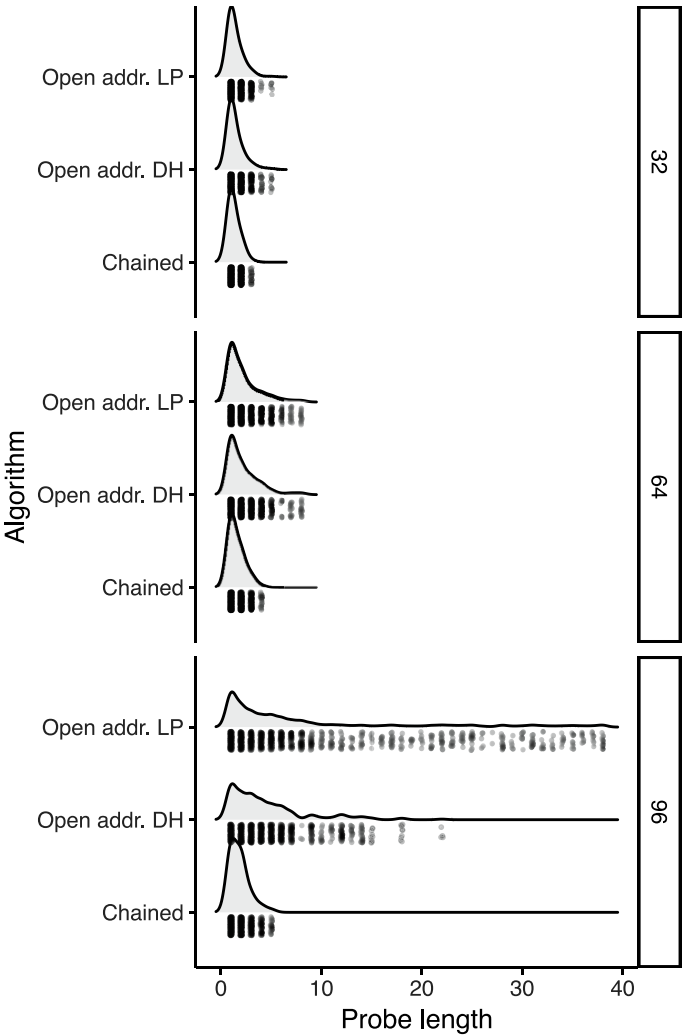 Open addr. LP
Open addr. DH
Chained
32
Open addr. LP
Open addr. DH
Chained
64
Open addr. LP
Open addr. DH
Chained
96
Algorithm
0 10 20 30 40
Probe length